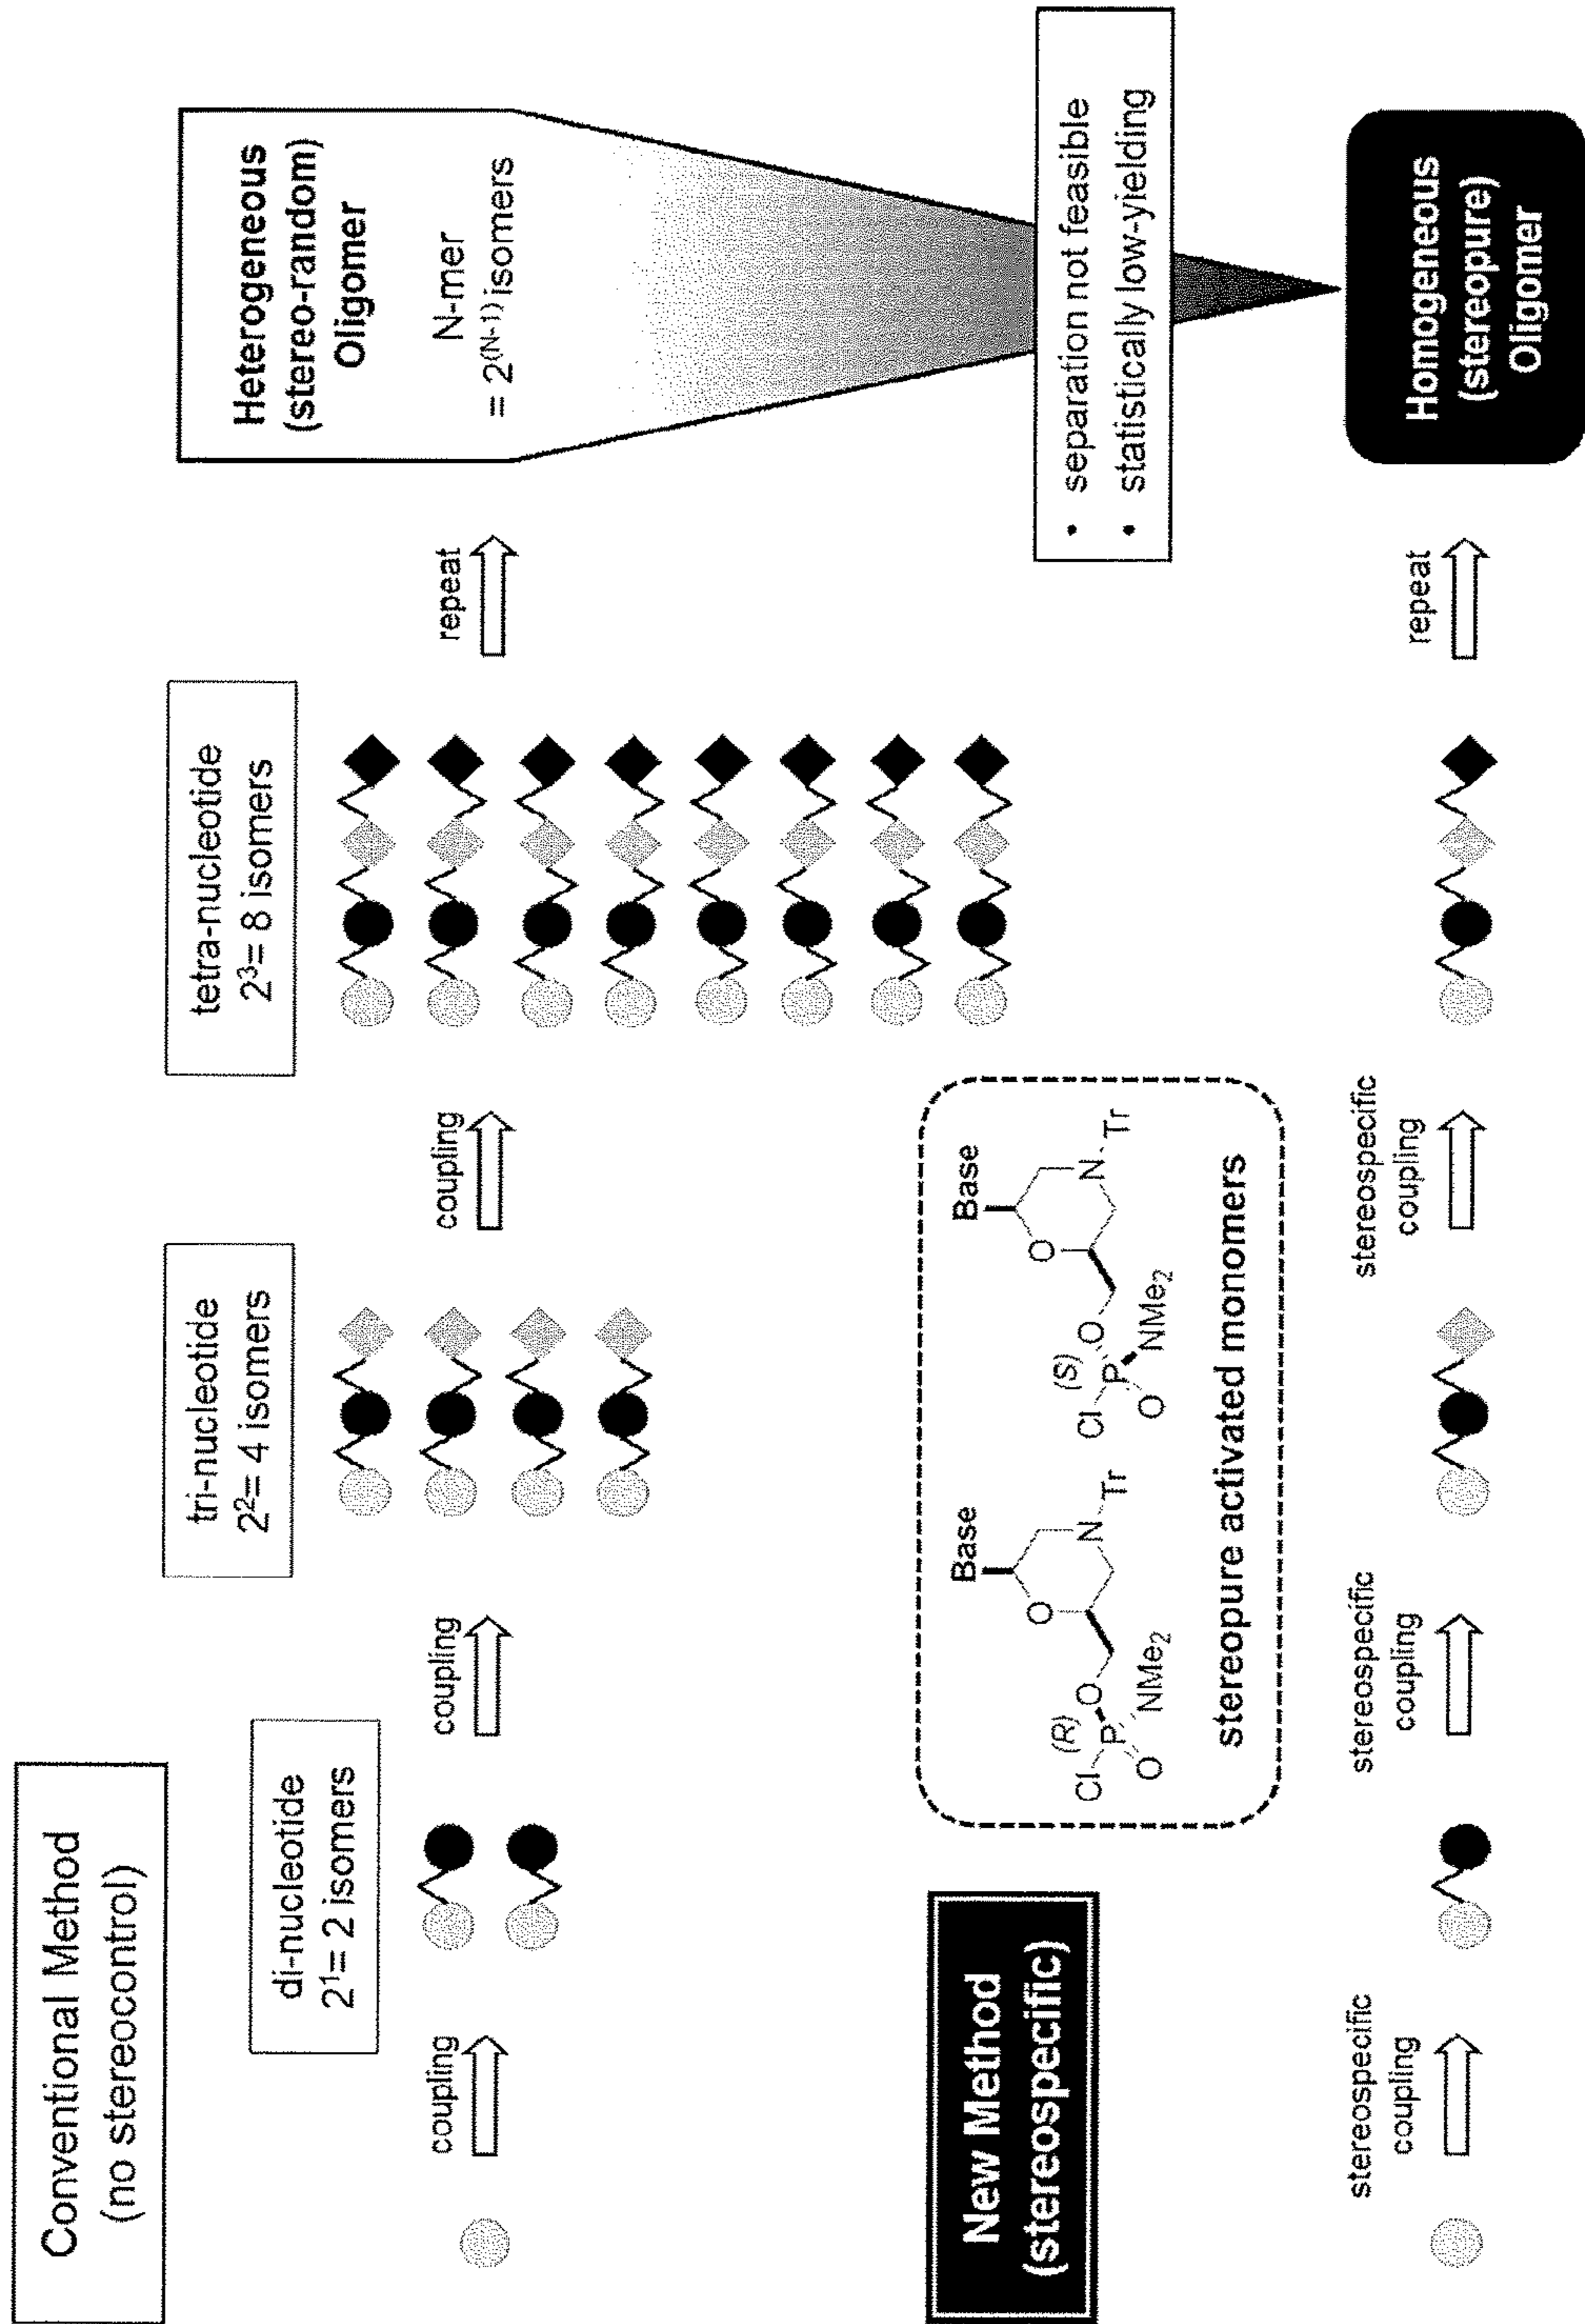 Conventional Method
(no stereocontrol)
di-nucleotide
2¹= 2 isomers
tri-nucleotide
2²= 4 isomers
tetra-nucleotide
2³= 8 isomers
coupling
coupling
coupling
repeat
Heterogeneous
(stereo-random)
Oligomer
N-mer
= 2⁽ᴺ⁻¹⁾ isomers
• separation not feasible
• statistically low-yielding
New Method
(stereospecific)
Base
O
N
Tr
(R)
O
Cl
P
O
NMe₂
Base
O
N
Tr
(S)
O
Cl
P
O
NMe₂
stereopure activated monomers
stereospecific
coupling
stereospecific
coupling
stereospecific
coupling
repeat
Homogeneous
(stereopure)
Oligomer